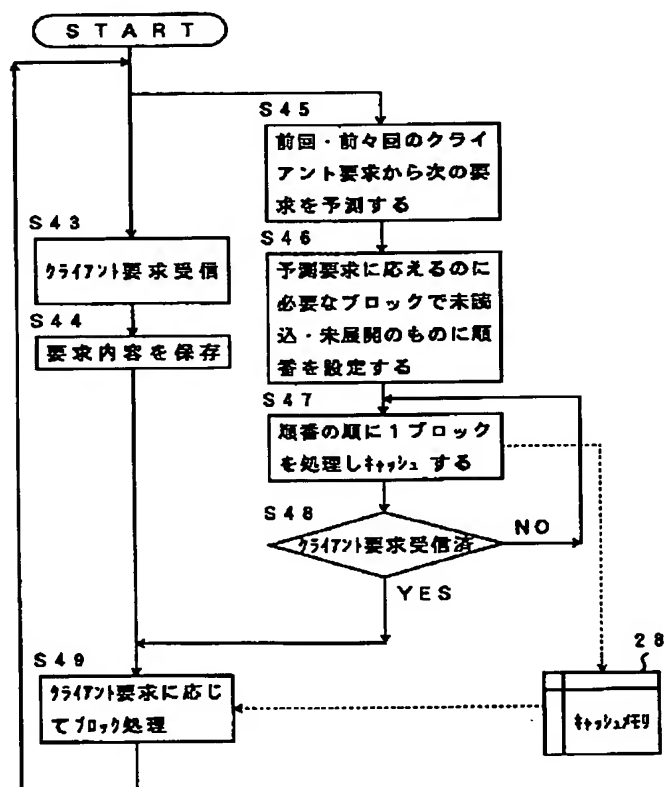 START
S45
前回・前々回のクライ
アント要求から次の要
求を予測する
S43
クライアント要求受信
S46
予測要求に応えるのに
必要なブロックで未読
込・未展開のものに順
番を設定する
S44
要求内容を保存
S47
順番の順に1ブロック
を処理しキャッシュする
S48
クライアント要求受信済
NO
YES
S49
クライアント要求に応じ
てブロック処理
28
キャッシュメモリ